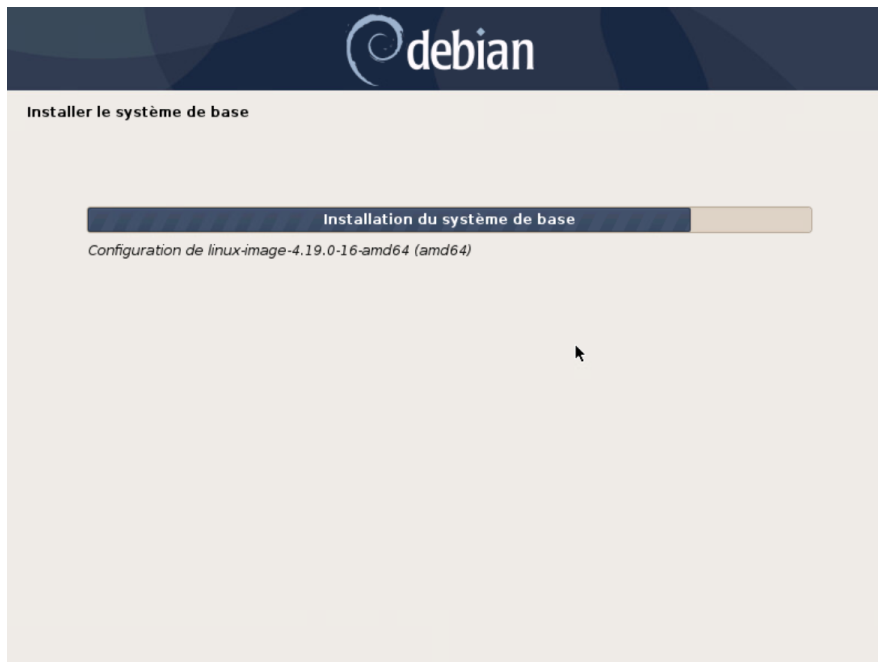 debian
Installer le système de base
Installation du système de base
Configuration de linux-image-4.19.0-16-amd64 (amd64)